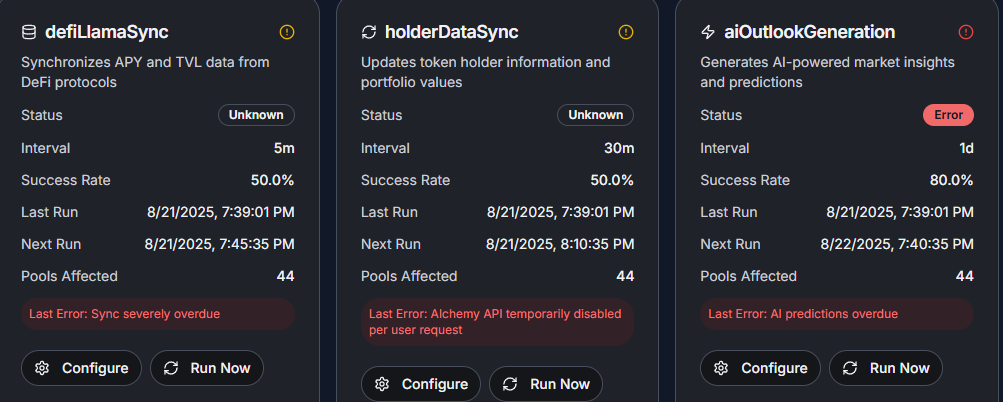 defiLlamaSync
Synchronizes APY and TVL data from
DeFi protocols
Status Unknown
Interval 5m
Success Rate 50.0%
Last Run 8/21/2025, 7:39:01 PM
Next Run 8/21/2025, 7:45:35 PM
Pools Affected 44
Last Error: Sync severely overdue
Configure Run Now
holderDataSync
Updates token holder information and
portfolio values
Status Unknown
Interval 30m
Success Rate 50.0%
Last Run 8/21/2025, 7:39:01 PM
Next Run 8/21/2025, 8:10:35 PM
Pools Affected 44
Last Error: Alchemy API temporarily disabled
per user request
Configure Run Now
aiOutlookGeneration
Generates AI-powered market insights
and predictions
Status Error
Interval 1d
Success Rate 80.0%
Last Run 8/21/2025, 7:39:01 PM
Next Run 8/22/2025, 7:40:35 PM
Pools Affected 44
Last Error: AI predictions overdue
Configure Run Now